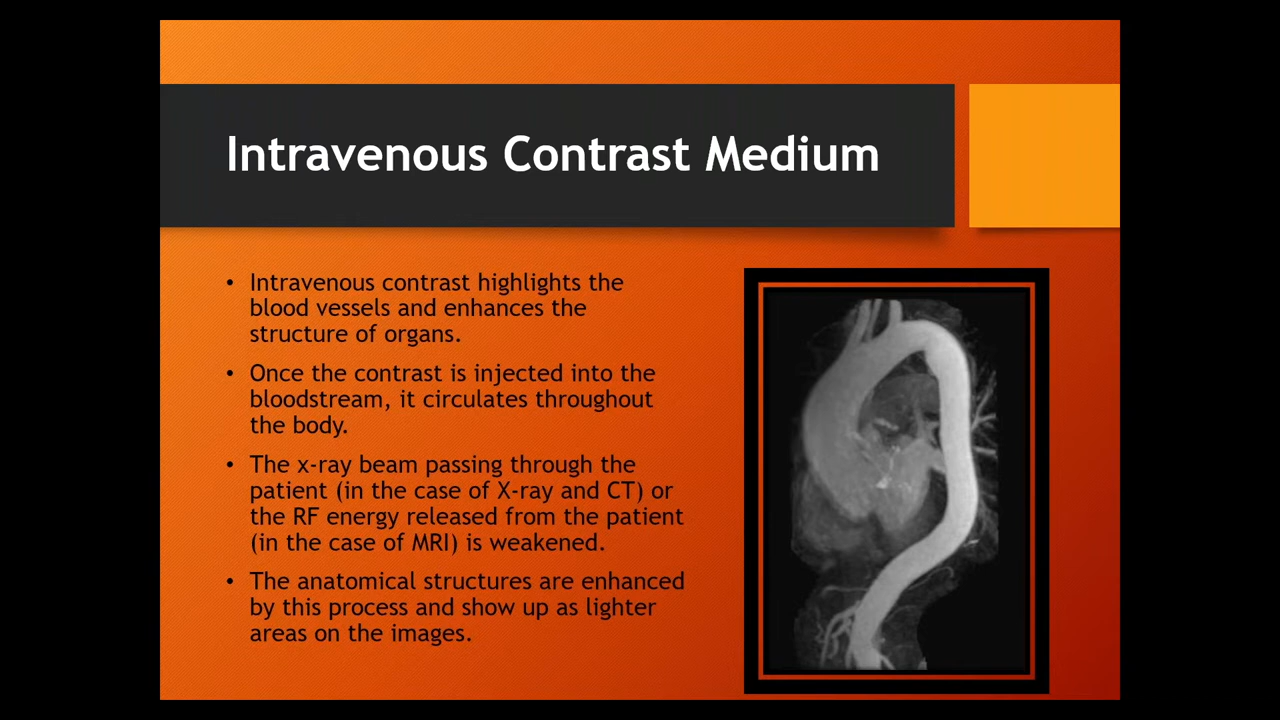 Intravenous Contrast Medium
• Intravenous contrast highlights the
blood vessels and enhances the
structure of organs.
• Once the contrast is injected into the
bloodstream, it circulates throughout
the body.
• The x-ray beam passing through the
patient (in the case of X-ray and CT) or
the RF energy released from the patient
(in the case of MRI) is weakened.
• The anatomical structures are enhanced
by this process and show up as lighter
areas on the images.